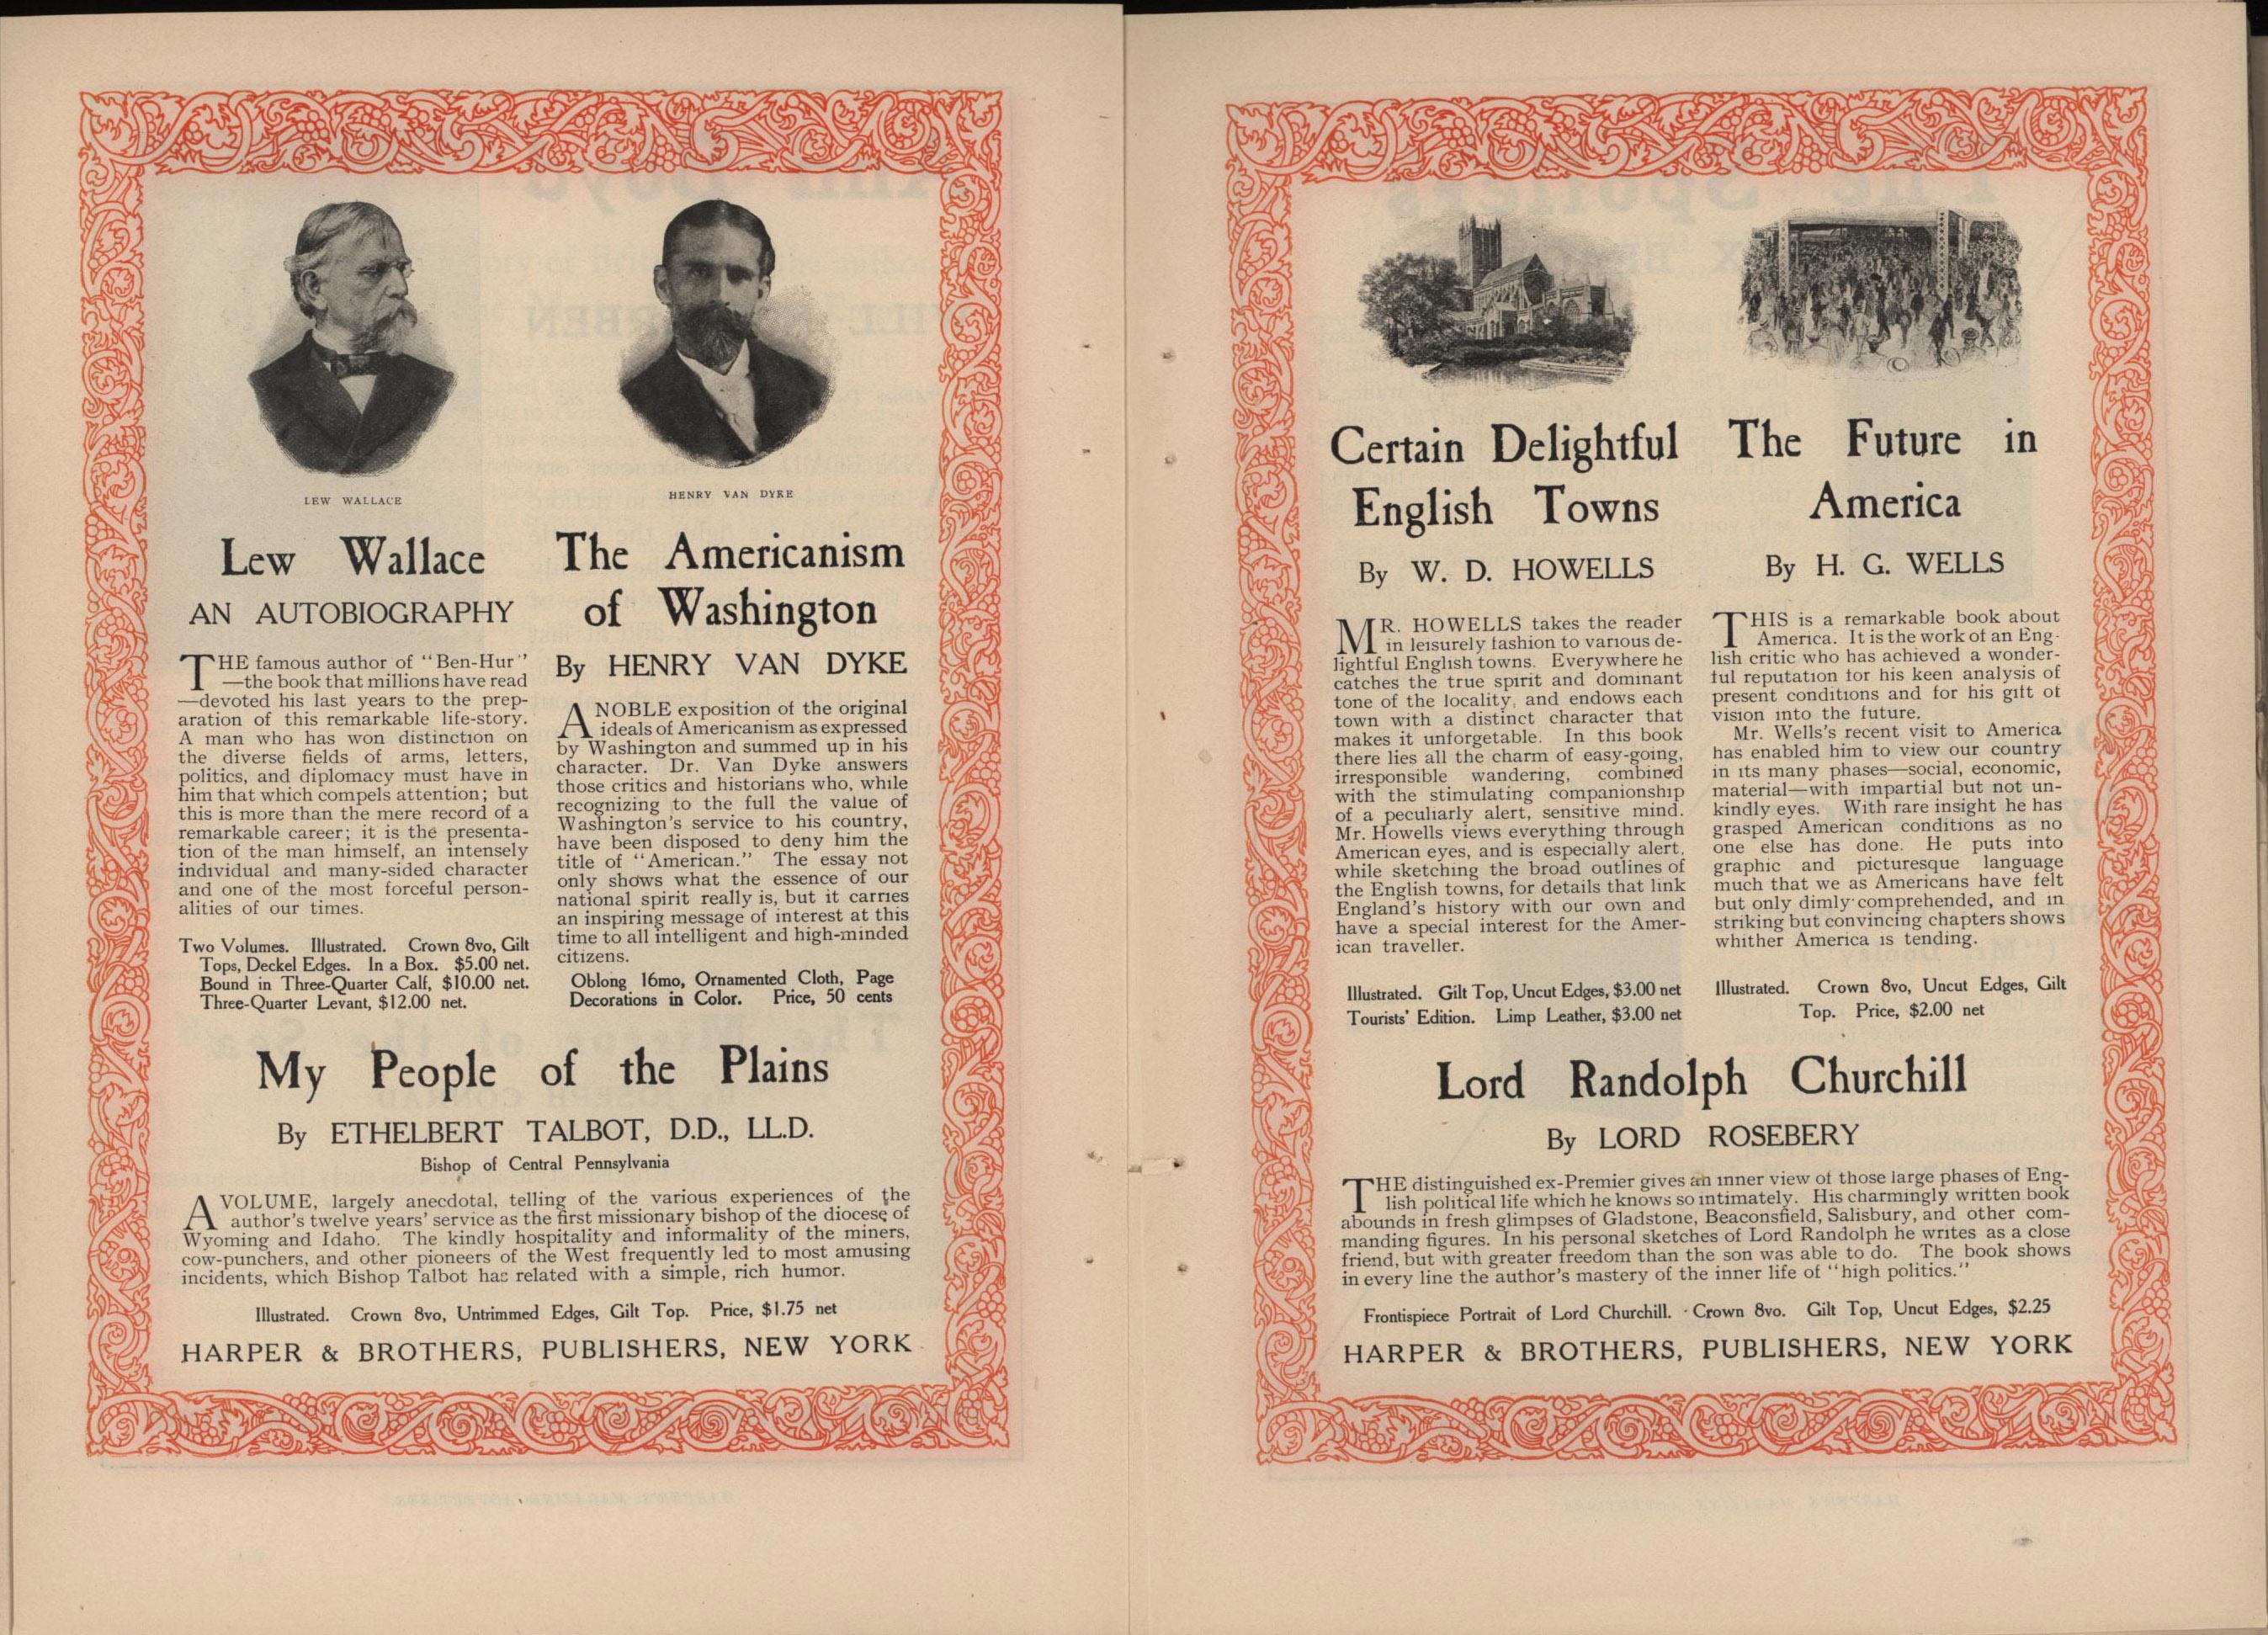 LEW WALLACE
Lew Wallace
AN AUTOBIOGRAPHY
THE famous author of "Ben-Hur"
—the book that millions have read
—devoted his last years to the prep-
aration of this remarkable life-story.
A man who has won distinction on
the diverse fields of arms, letters,
politics, and diplomacy must have in
him that which compels attention; but
this is more than the mere record of a
remarkable career; it is the presenta-
tion of the man himself, an intensely
individual and many-sided character
and one of the most forceful person-
alities of our times.
Two Volumes. Illustrated. Crown 8vo, Gilt
Tops, Deckel Edges. In a Box. $5.00 net.
Bound in Three-Quarter Calf, $10.00 net.
Three-Quarter Levant, $12.00 net.
HENRY VAN DYKE
The Americanism
of Washington
By HENRY VAN DYKE
A NOBLE exposition of the original
ideals of Americanism as expressed
by Washington and summed up in his
character. Dr. Van Dyke answers
those critics and historians who, while
recognizing to the full the value of
Washington's service to his country,
have been disposed to deny him the
title of "American." The essay not
only shows what the essence of our
national spirit really is, but it carries
an inspiring message of interest at this
time to all intelligent and high-minded
citizens.
Oblong 16mo, Ornamented Cloth, Page
Decorations in Color. Price, 50 cents
My People of the Plains
By ETHELBERT TALBOT, D.D., LL.D.
Bishop of Central Pennsylvania
A VOLUME, largely anecdotal, telling of the various experiences of the
author's twelve years' service as the first missionary bishop of the diocese of
Wyoming and Idaho. The kindly hospitality and informality of the miners,
cow-punchers, and other pioneers of the West frequently led to most amusing
incidents, which Bishop Talbot has related with a simple, rich humor.
Illustrated. Crown 8vo, Untrimmed Edges, Gilt Top. Price, $1.75 net
HARPER & BROTHERS, PUBLISHERS, NEW YORK
Certain Delightful
English Towns
By W. D. HOWELLS
MR. HOWELLS takes the reader
in leisurely fashion to various de-
lightful English towns. Everywhere he
catches the true spirit and dominant
tone of the locality, and endows each
town with a distinct character that
makes it unforgetable. In this book
there lies all the charm of easy-going,
irresponsible wandering, combined
with the stimulating companionship
of a peculiarly alert, sensitive mind.
Mr. Howells views everything through
American eyes, and is especially alert,
while sketching the broad outlines of
the English towns, for details that link
England's history with our own and
have a special interest for the Amer-
ican traveller.
Illustrated. Gilt Top, Uncut Edges, $3.00 net
Tourists' Edition. Limp Leather, $3.00 net
The Future in
America
By H. G. WELLS
THIS is a remarkable book about
America. It is the work of an Eng-
lish critic who has achieved a wonder-
ful reputation for his keen analysis of
present conditions and for his gift of
vision into the future.
Mr. Wells's recent visit to America
has enabled him to view our country
in its many phases—social, economic,
material—with impartial but not un-
kindly eyes. With rare insight he has
grasped American conditions as no
one else has done. He puts into
graphic and picturesque language
much that we as Americans have felt
but only dimly comprehended, and in
striking but convincing chapters shows
whither America is tending.
Illustrated. Crown 8vo, Uncut Edges, Gilt
Top. Price, $2.00 net
Lord Randolph Churchill
By LORD ROSEBERY
THE distinguished ex-Premier gives an inner view of those large phases of Eng-
lish political life which he knows so intimately. His charmingly written book
abounds in fresh glimpses of Gladstone, Beaconsfield, Salisbury, and other com-
manding figures. In his personal sketches of Lord Randolph he writes as a close
friend, but with greater freedom than the son was able to do. The book shows
in every line the author's mastery of the inner life of "high politics."
Frontispiece Portrait of Lord Churchill. Crown 8vo. Gilt Top, Uncut Edges, $2.25
HARPER & BROTHERS, PUBLISHERS, NEW YORK